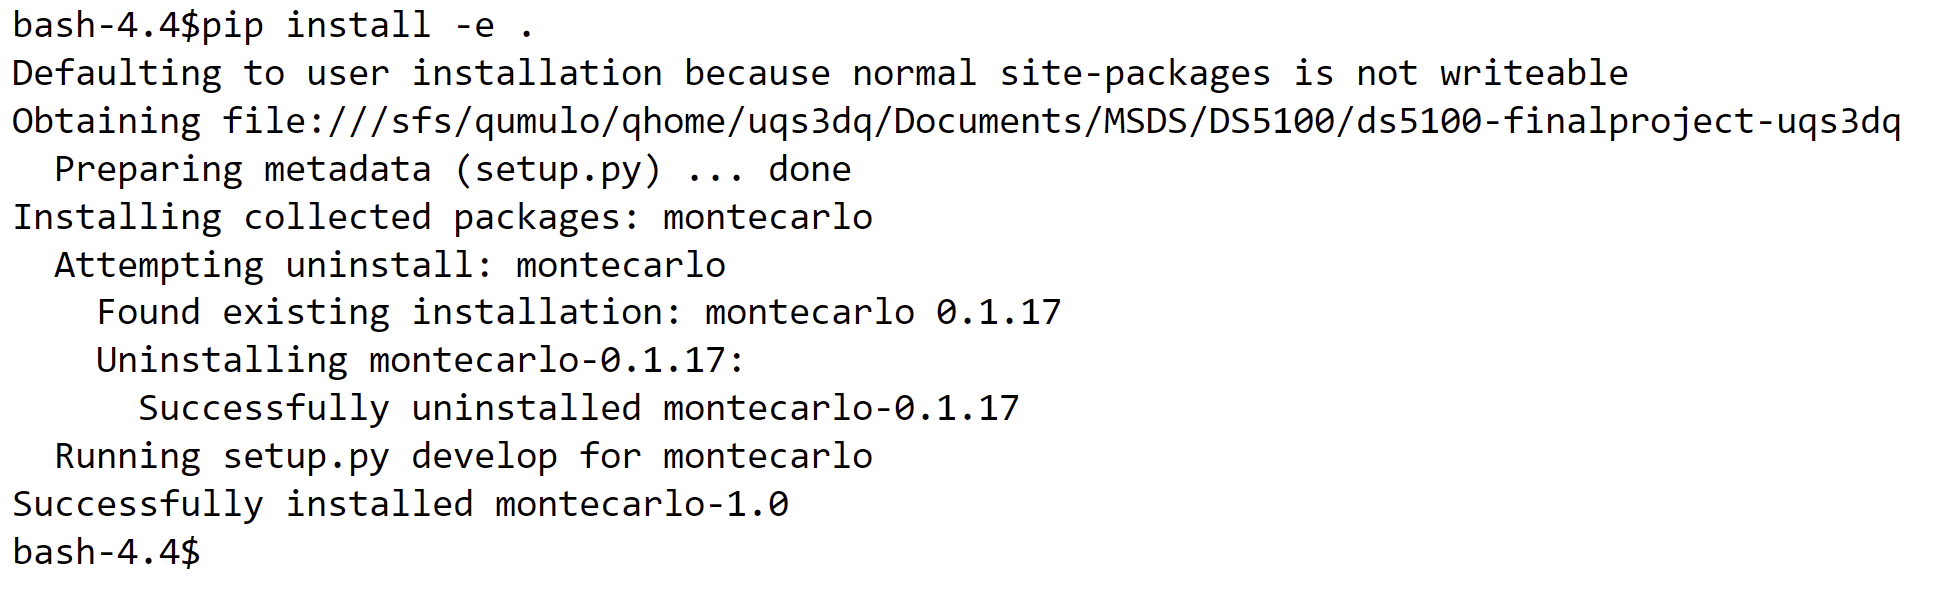 bash-4.4$pip install -e .
Defaulting to user installation because normal site-packages is not writeable
Obtaining file:///sfs/qumulo/qhome/uqs3dq/Documents/MSDS/DS5100/ds5100-finalproject-uqs3dq
  Preparing metadata (setup.py) ... done
Installing collected packages: montecarlo
  Attempting uninstall: montecarlo
    Found existing installation: montecarlo 0.1.17
    Uninstalling montecarlo-0.1.17:
      Successfully uninstalled montecarlo-0.1.17
  Running setup.py develop for montecarlo
Successfully installed montecarlo-1.0
bash-4.4$